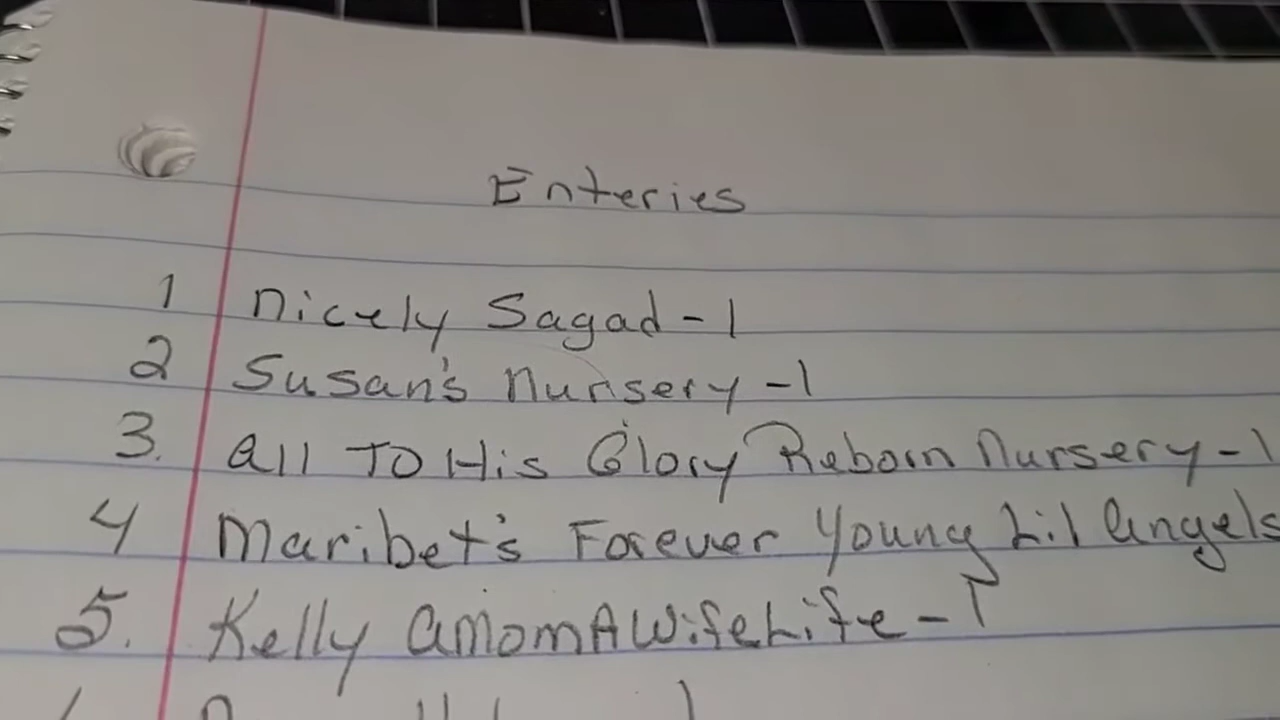 Enteries
1 Nicely Sagad - 1
2 Susan's Nursery - 1
3. All To His Glory Reborn Nursery - 1
4 Maribet's Forever Young Lil Angels
5. Kelly AMomAWifeLife - 1